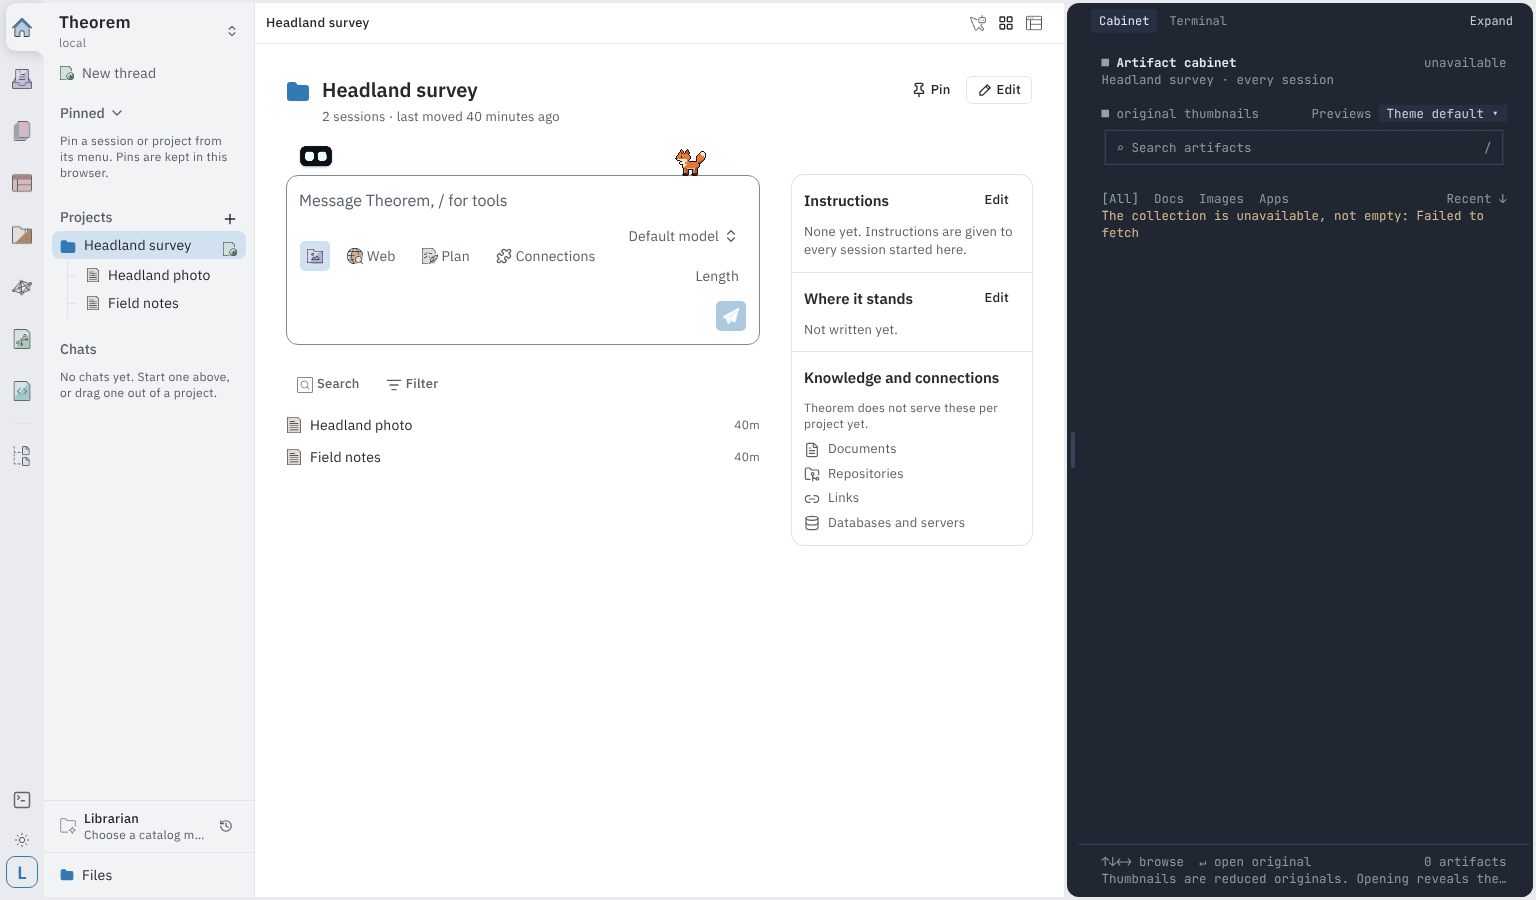 Theorem
local
New thread
Pinned
Pin a session or project from
its menu. Pins are kept in this
browser.
Projects
Headland survey
Headland photo
Field notes
Chats
No chats yet. Start one above,
or drag one out of a project.
Librarian
Choose a catalog m...
L
Files
Headland survey
Headland survey
Pin
Edit
2 sessions · last moved 40 minutes ago
Message Theorem, / for tools
Default model
Web
Plan
Connections
Length
Search
Filter
Headland photo 40m
Field notes 40m
Instructions Edit
None yet. Instructions are given to
every session started here.
Where it stands Edit
Not written yet.
Knowledge and connections
Theorem does not serve these per
project yet.
Documents
Repositories
Links
Databases and servers
Cabinet Terminal Expand
Artifact cabinet unavailable
Headland survey · every session
original thumbnails Previews Theme default
Search artifacts /
[All] Docs Images Apps Recent ↓
The collection is unavailable, not empty: Failed to
fetch
↑↓←→ browse ↵ open original 0 artifacts
Thumbnails are reduced originals. Opening reveals the…